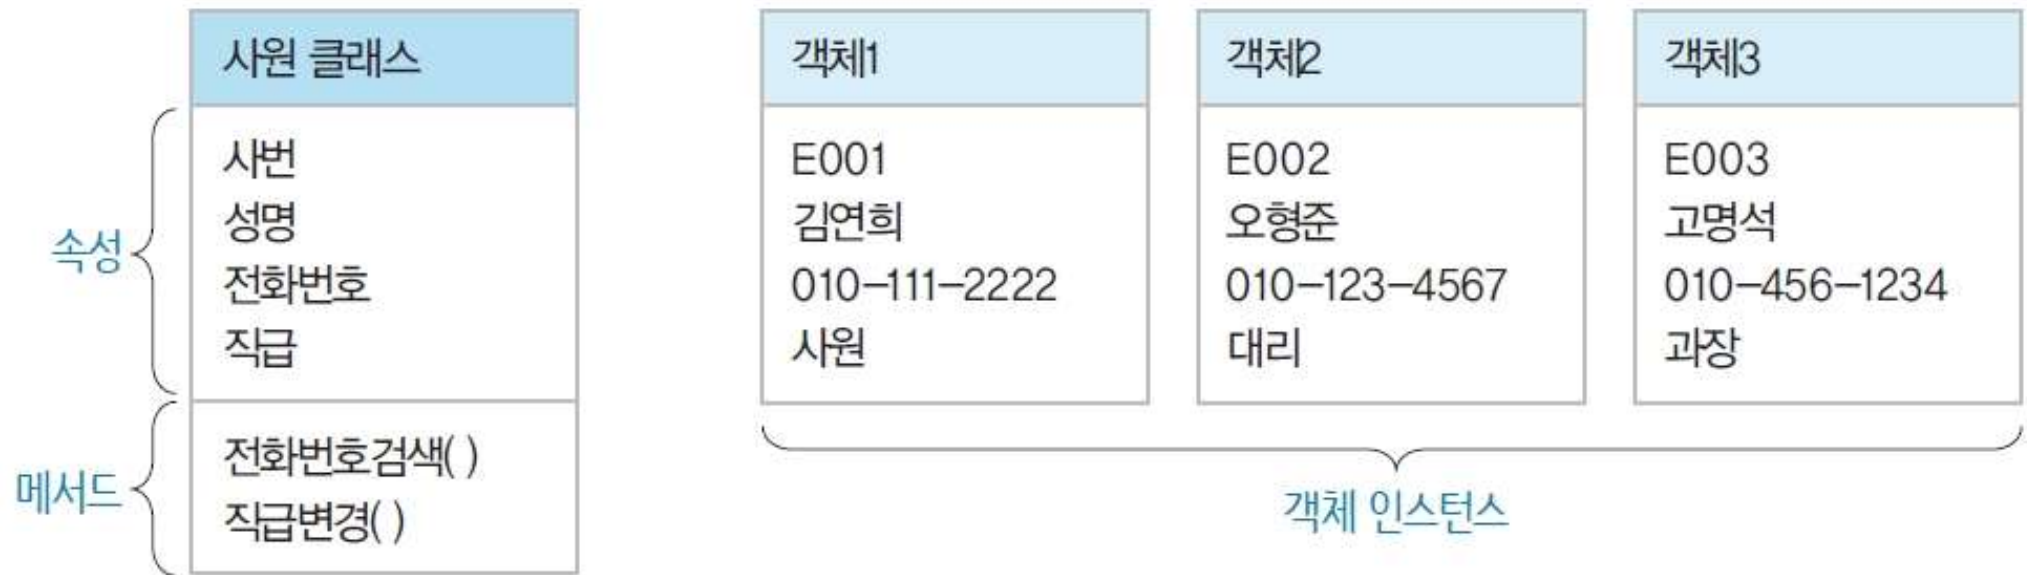 속성
메서드
사원 클래스
사번
성명
전화번호
직급
전화번호검색( )
직급변경( )
객체1
E001
김연희
010-111-2222
사원
객체2
E002
오형준
010-123-4567
대리
객체3
E003
고명석
010-456-1234
과장
객체 인스턴스